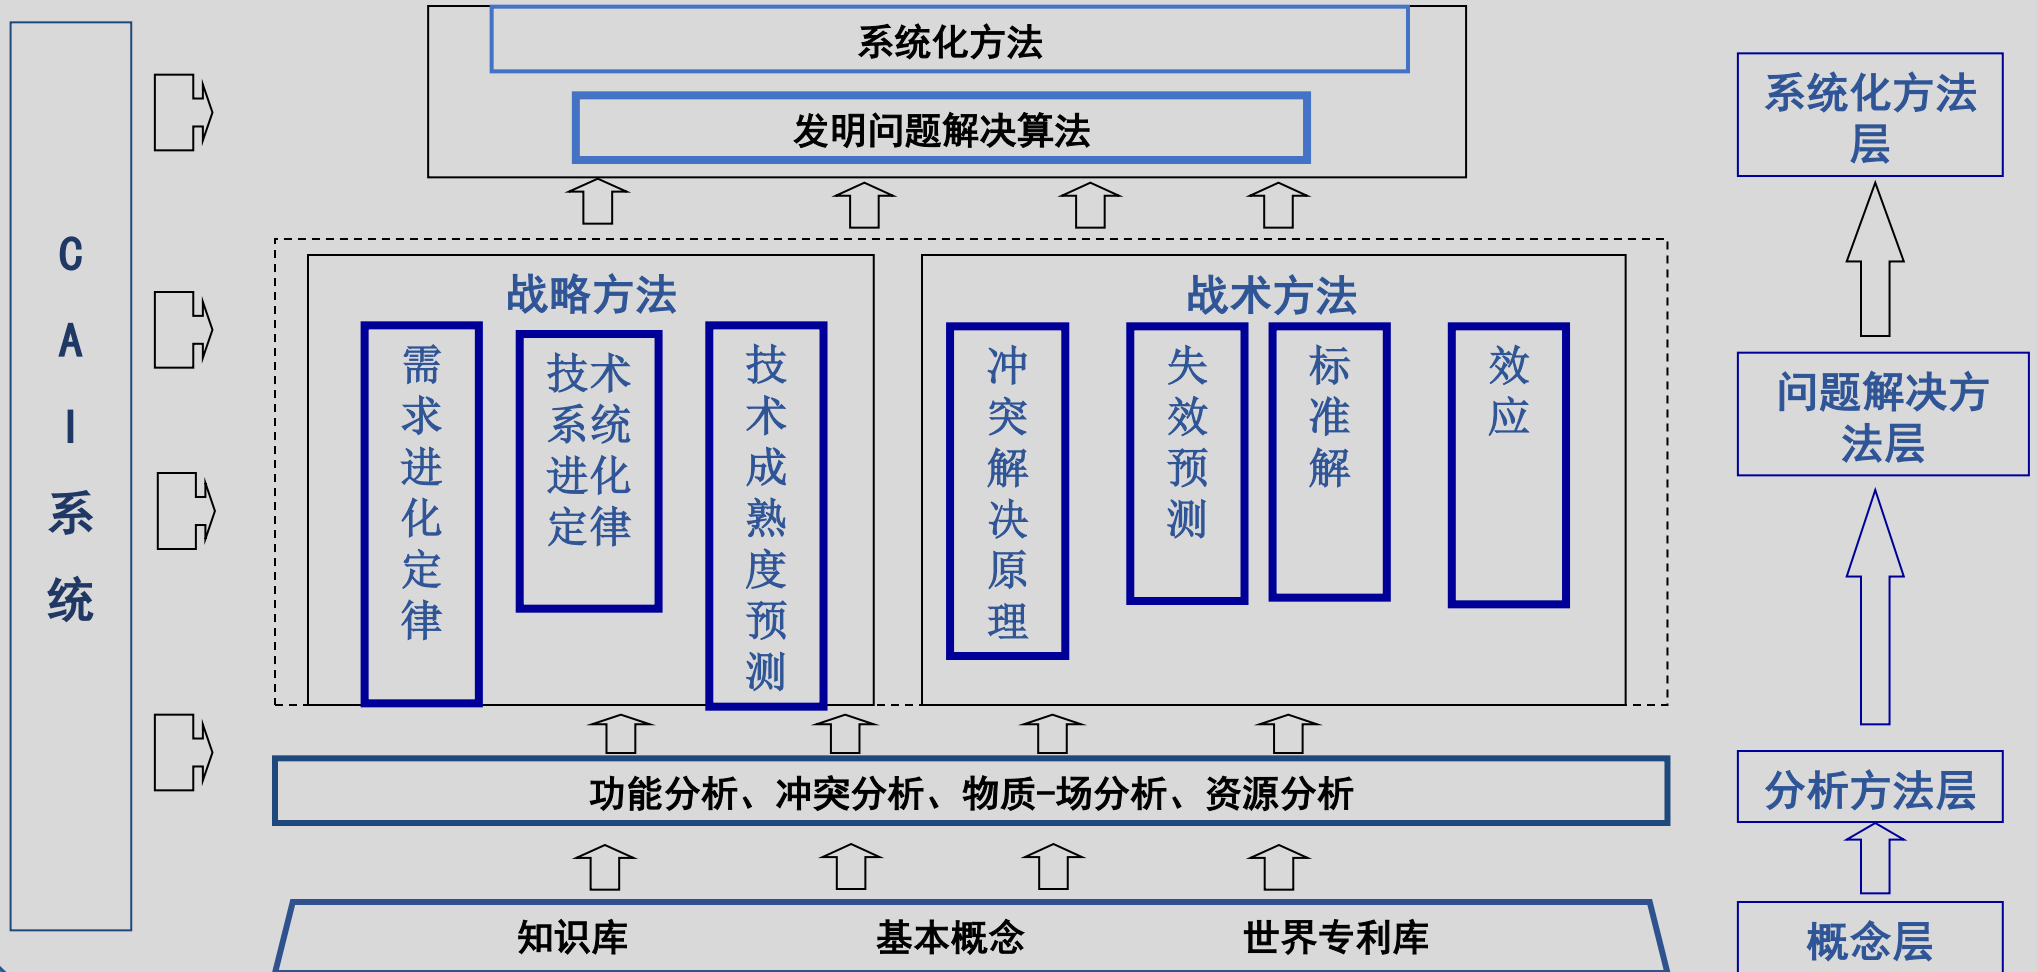 C
A
I
系
统
系统化方法
发明问题解决算法
战略方法
需
求
进
化
定
律
技术
系统
进化
定律
技
术
成
熟
度
预
测
战术方法
冲
突
解
决
原
理
失
效
预
测
标
准
解
效
应
功能分析、冲突分析、物质-场分析、资源分析
知识库 基本概念 世界专利库
系统化方法
层
问题解决方
法层
分析方法层
概念层